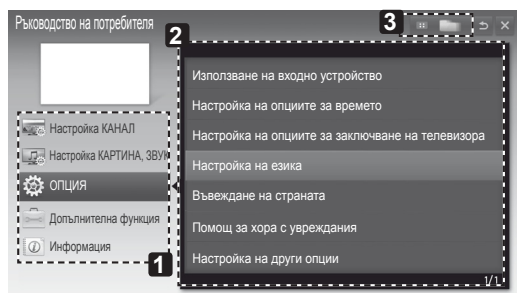 Ръководство на потребителя
3
2
Настройка КАНАЛ
Настройка КАРТИНА, ЗВУК
ОПЦИЯ
Допълнителна функция
Информация
1
Използване на входно устройство
Настройка на опциите за времето
Настройка на опциите за заключване на телевизора
Настройка на езика
Въвеждане на страната
Помощ за хора с увреждания
Настройка на други опции
1/1